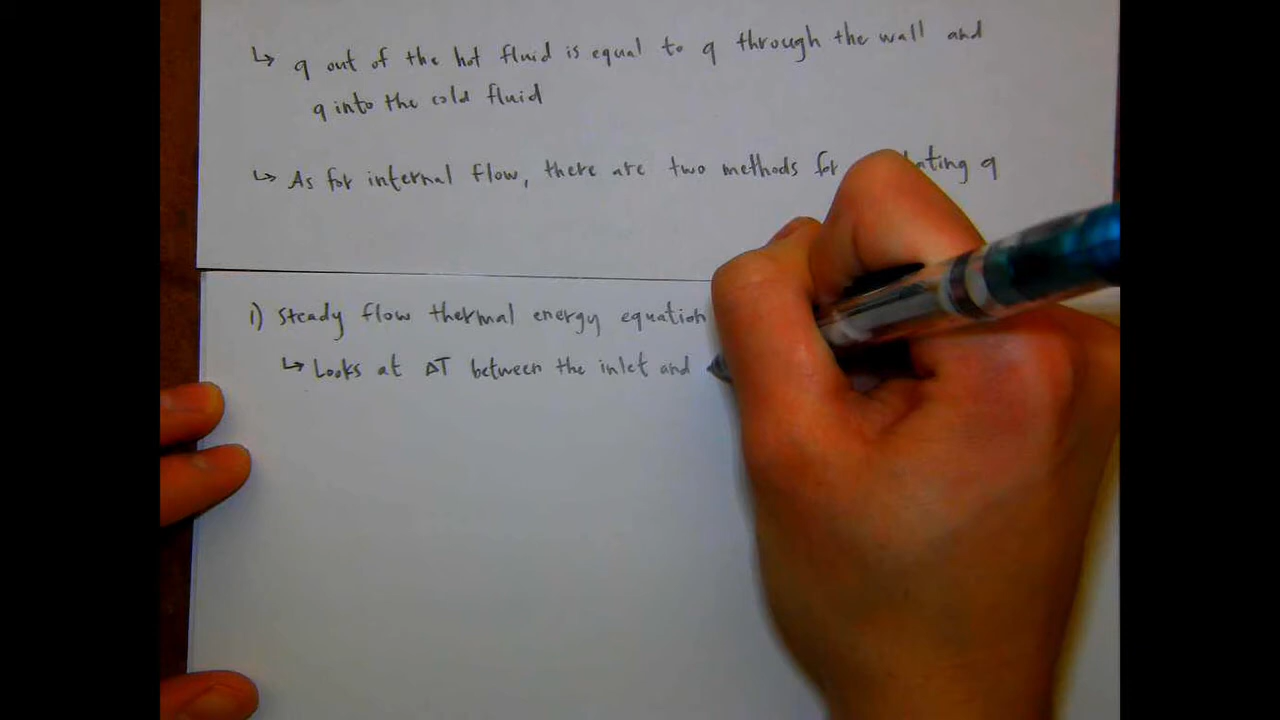 ↳ q out of the hot fluid is equal to q through the wall and
q into the cold fluid
↳ As for internal flow, there are two methods for q
1) Steady flow thermal energy equation
↳ Looks at ΔT between the inlet and